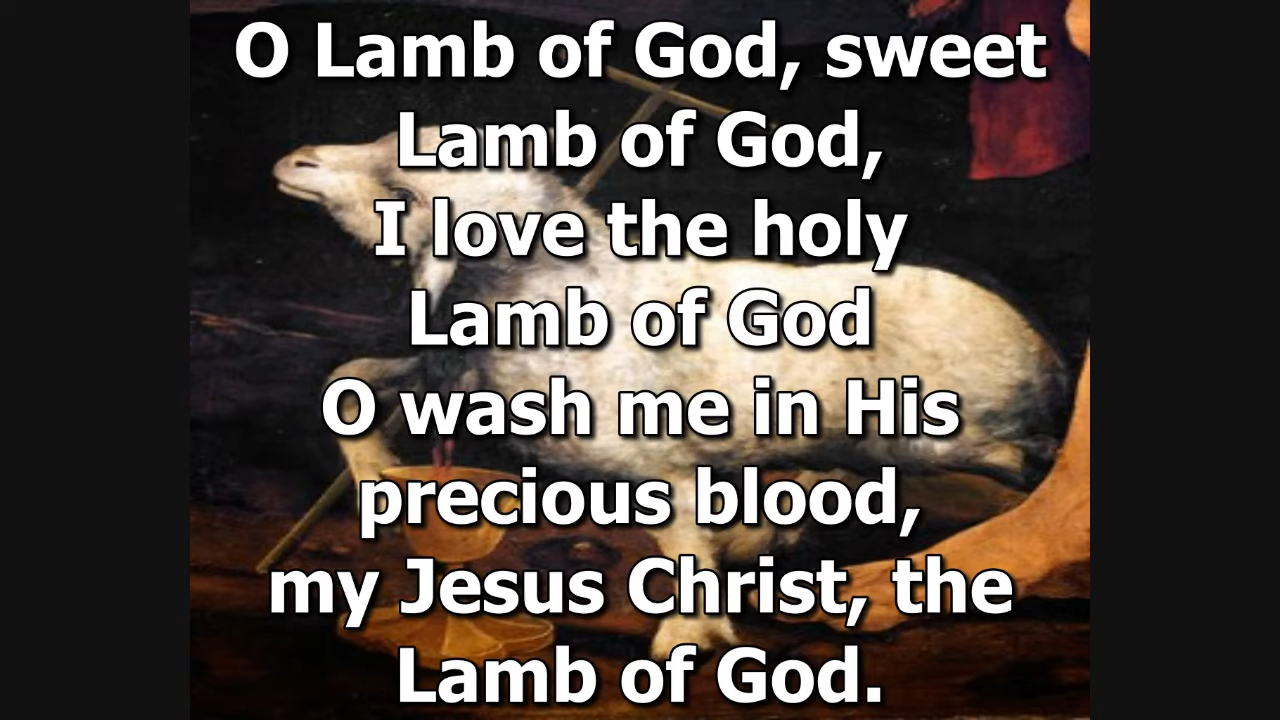 O Lamb of God, sweet
Lamb of God,
I love the holy
Lamb of God
O wash me in His
precious blood,
my Jesus Christ, the
Lamb of God.